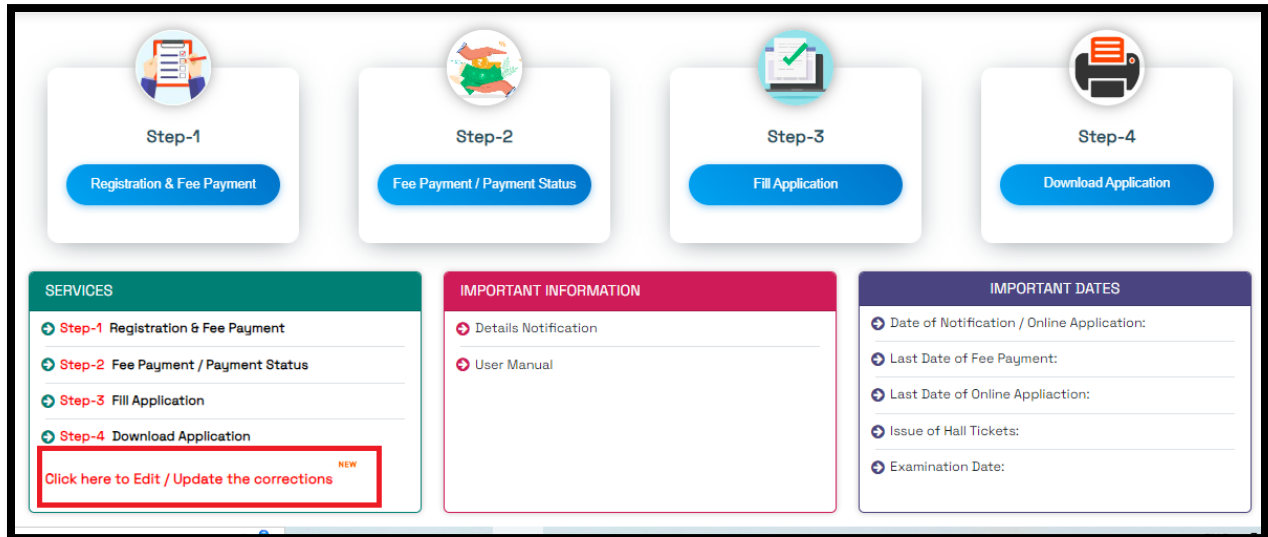 Step-1
Registration & Fee Payment
Step-2
Fee Payment / Payment Status
Step-3
Fill Application
Step-4
Download Application
SERVICES
Step-1 Registration & Fee Payment
Step-2 Fee Payment / Payment Status
Step-3 Fill Application
Step-4 Download Application
Click here to Edit / Update the corrections NEW
IMPORTANT INFORMATION
Details Notification
User Manual
IMPORTANT DATES
Date of Notification / Online Application:
Last Date of Fee Payment:
Last Date of Online Appliaction:
Issue of Hall Tickets:
Examination Date: